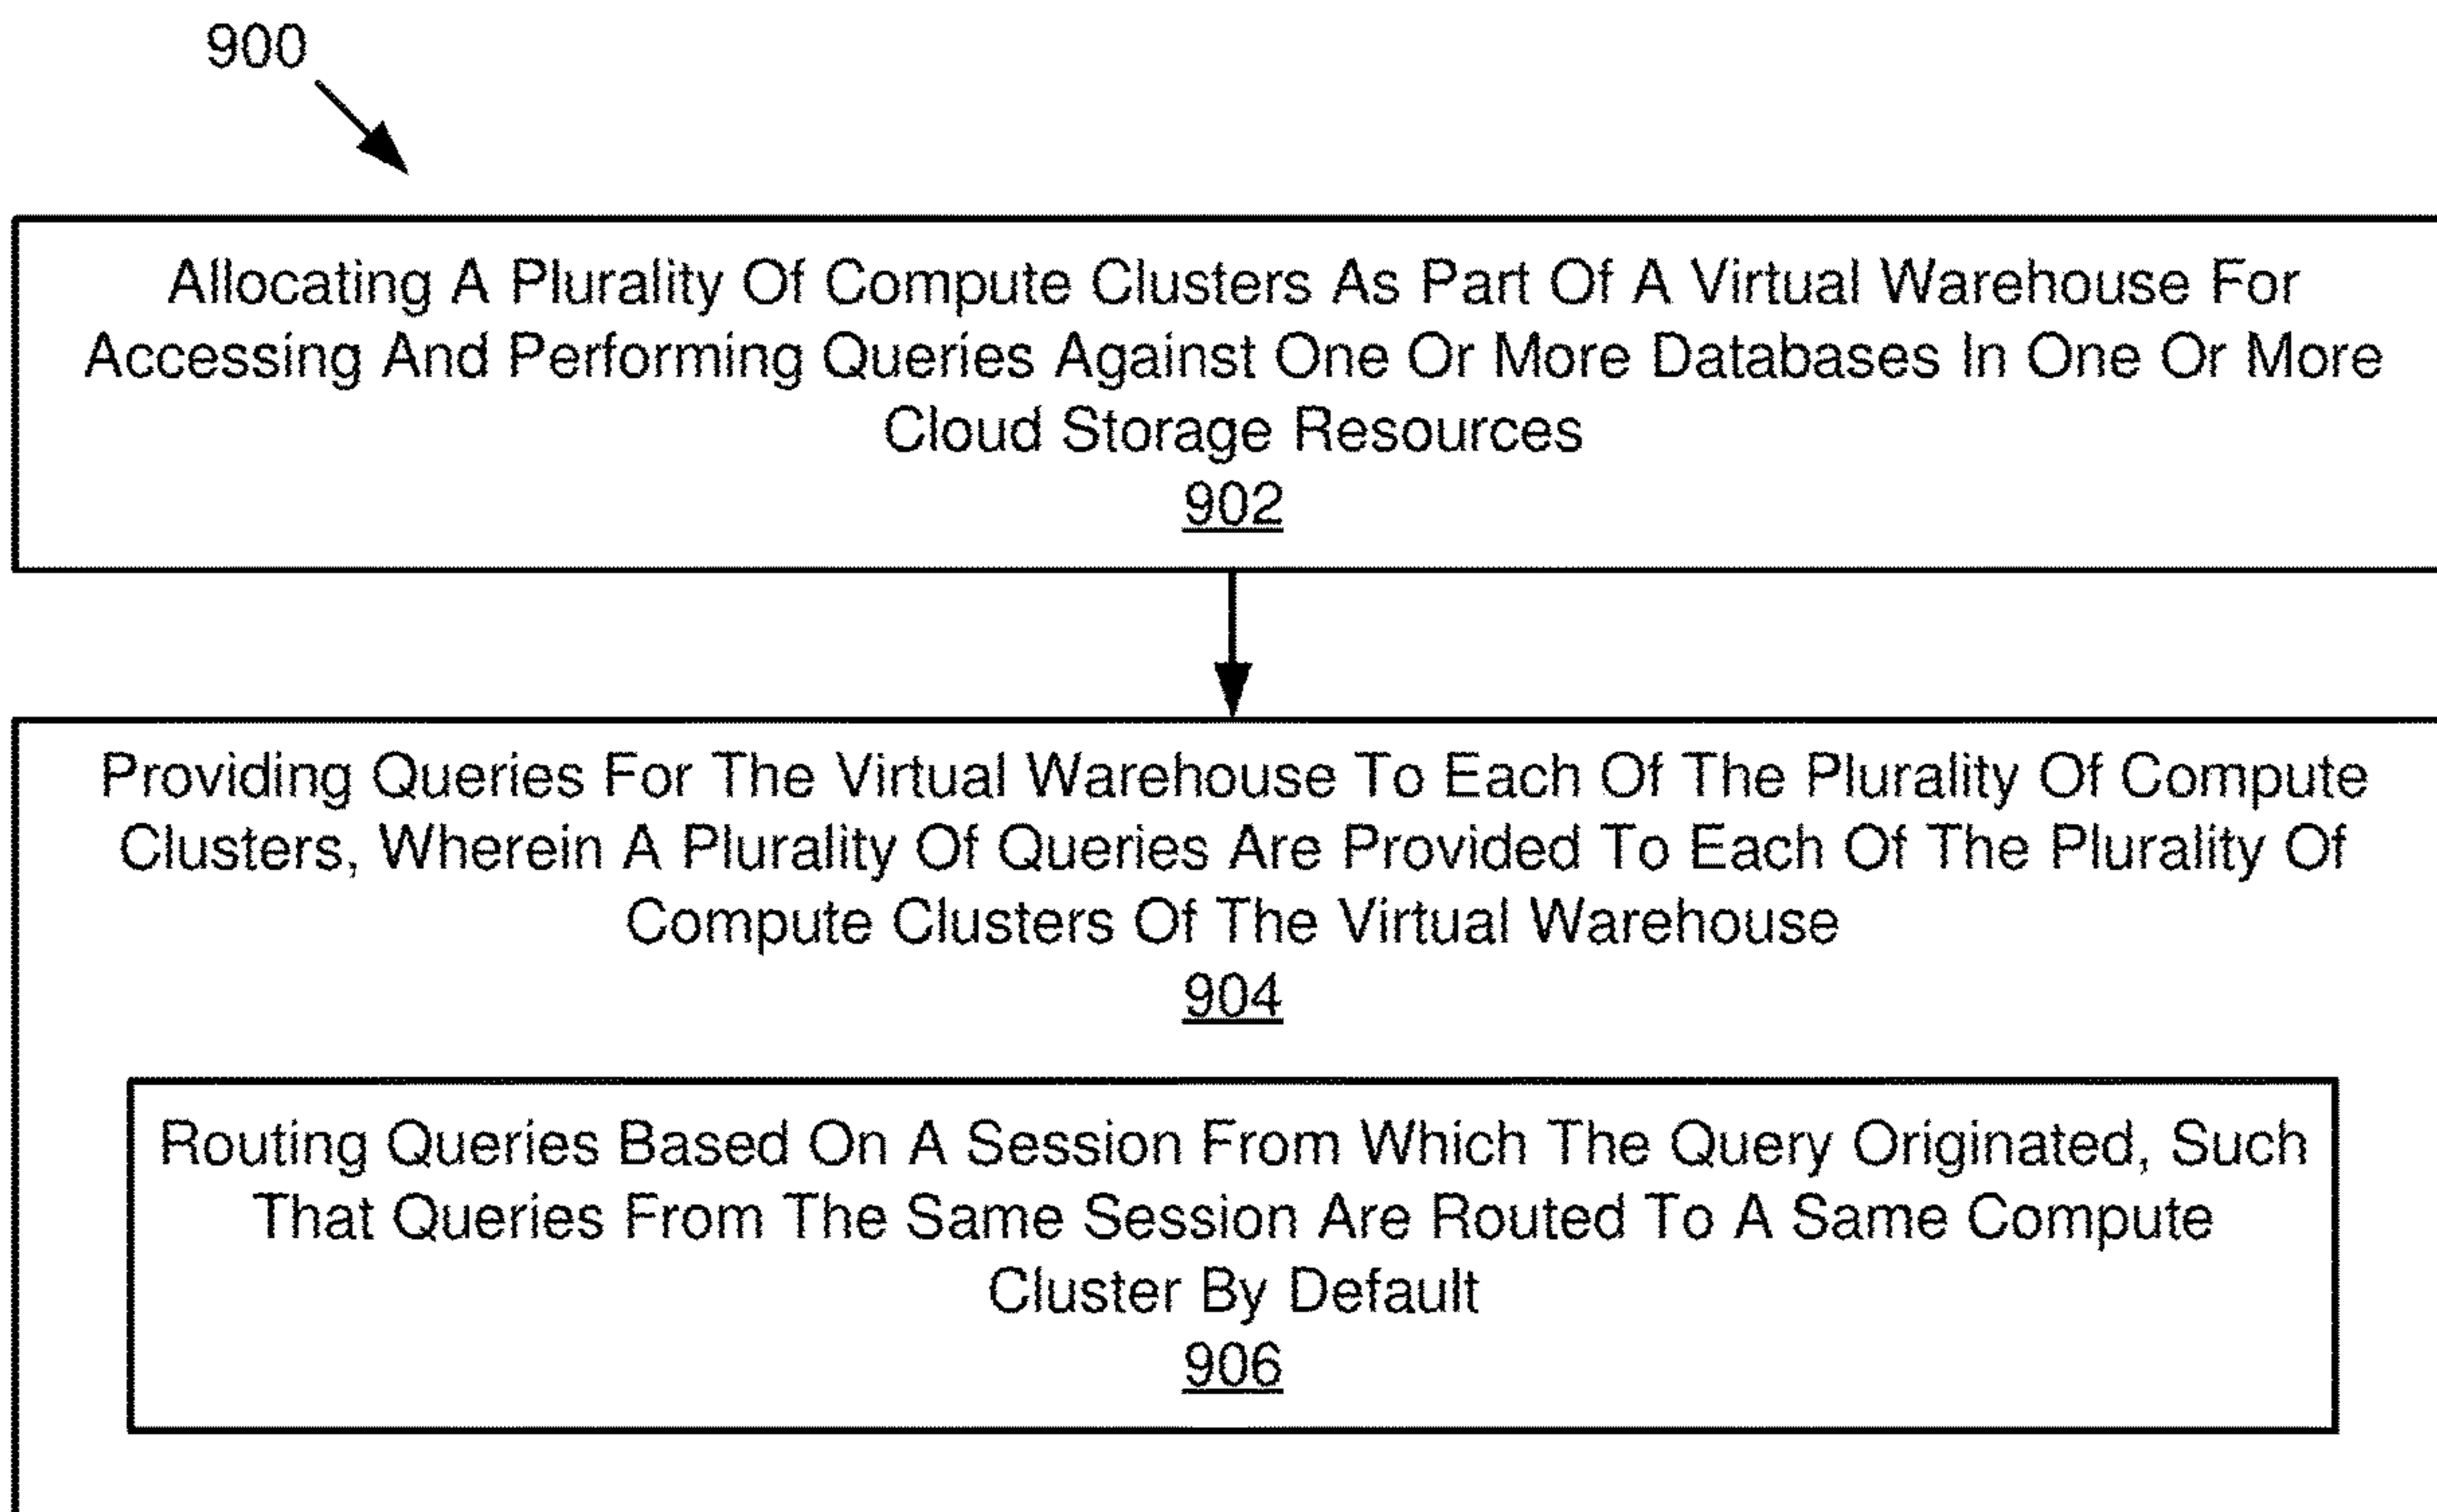 900
Allocating A Plurality Of Compute Clusters As Part Of A Virtual Warehouse For
Accessing And Performing Queries Against One Or More Databases In One Or More
Cloud Storage Resources
902
Providing Queries For The Virtual Warehouse To Each Of The Plurality Of Compute
Clusters, Wherein A Plurality Of Queries Are Provided To Each Of The Plurality Of
Compute Clusters Of The Virtual Warehouse
904
Routing Queries Based On A Session From Which The Query Originated, Such
That Queries From The Same Session Are Routed To A Same Compute
Cluster By Default
906